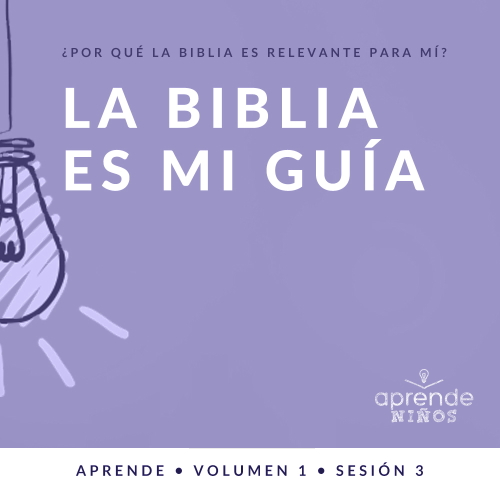 ¿POR QUÉ LA BIBLIA ES RELEVANTE PARA MÍ?
LA BIBLIA
ES MI GUÍA
aprende
NIÑOS
APRENDE • VOLUMEN 1 • SESIÓN 3